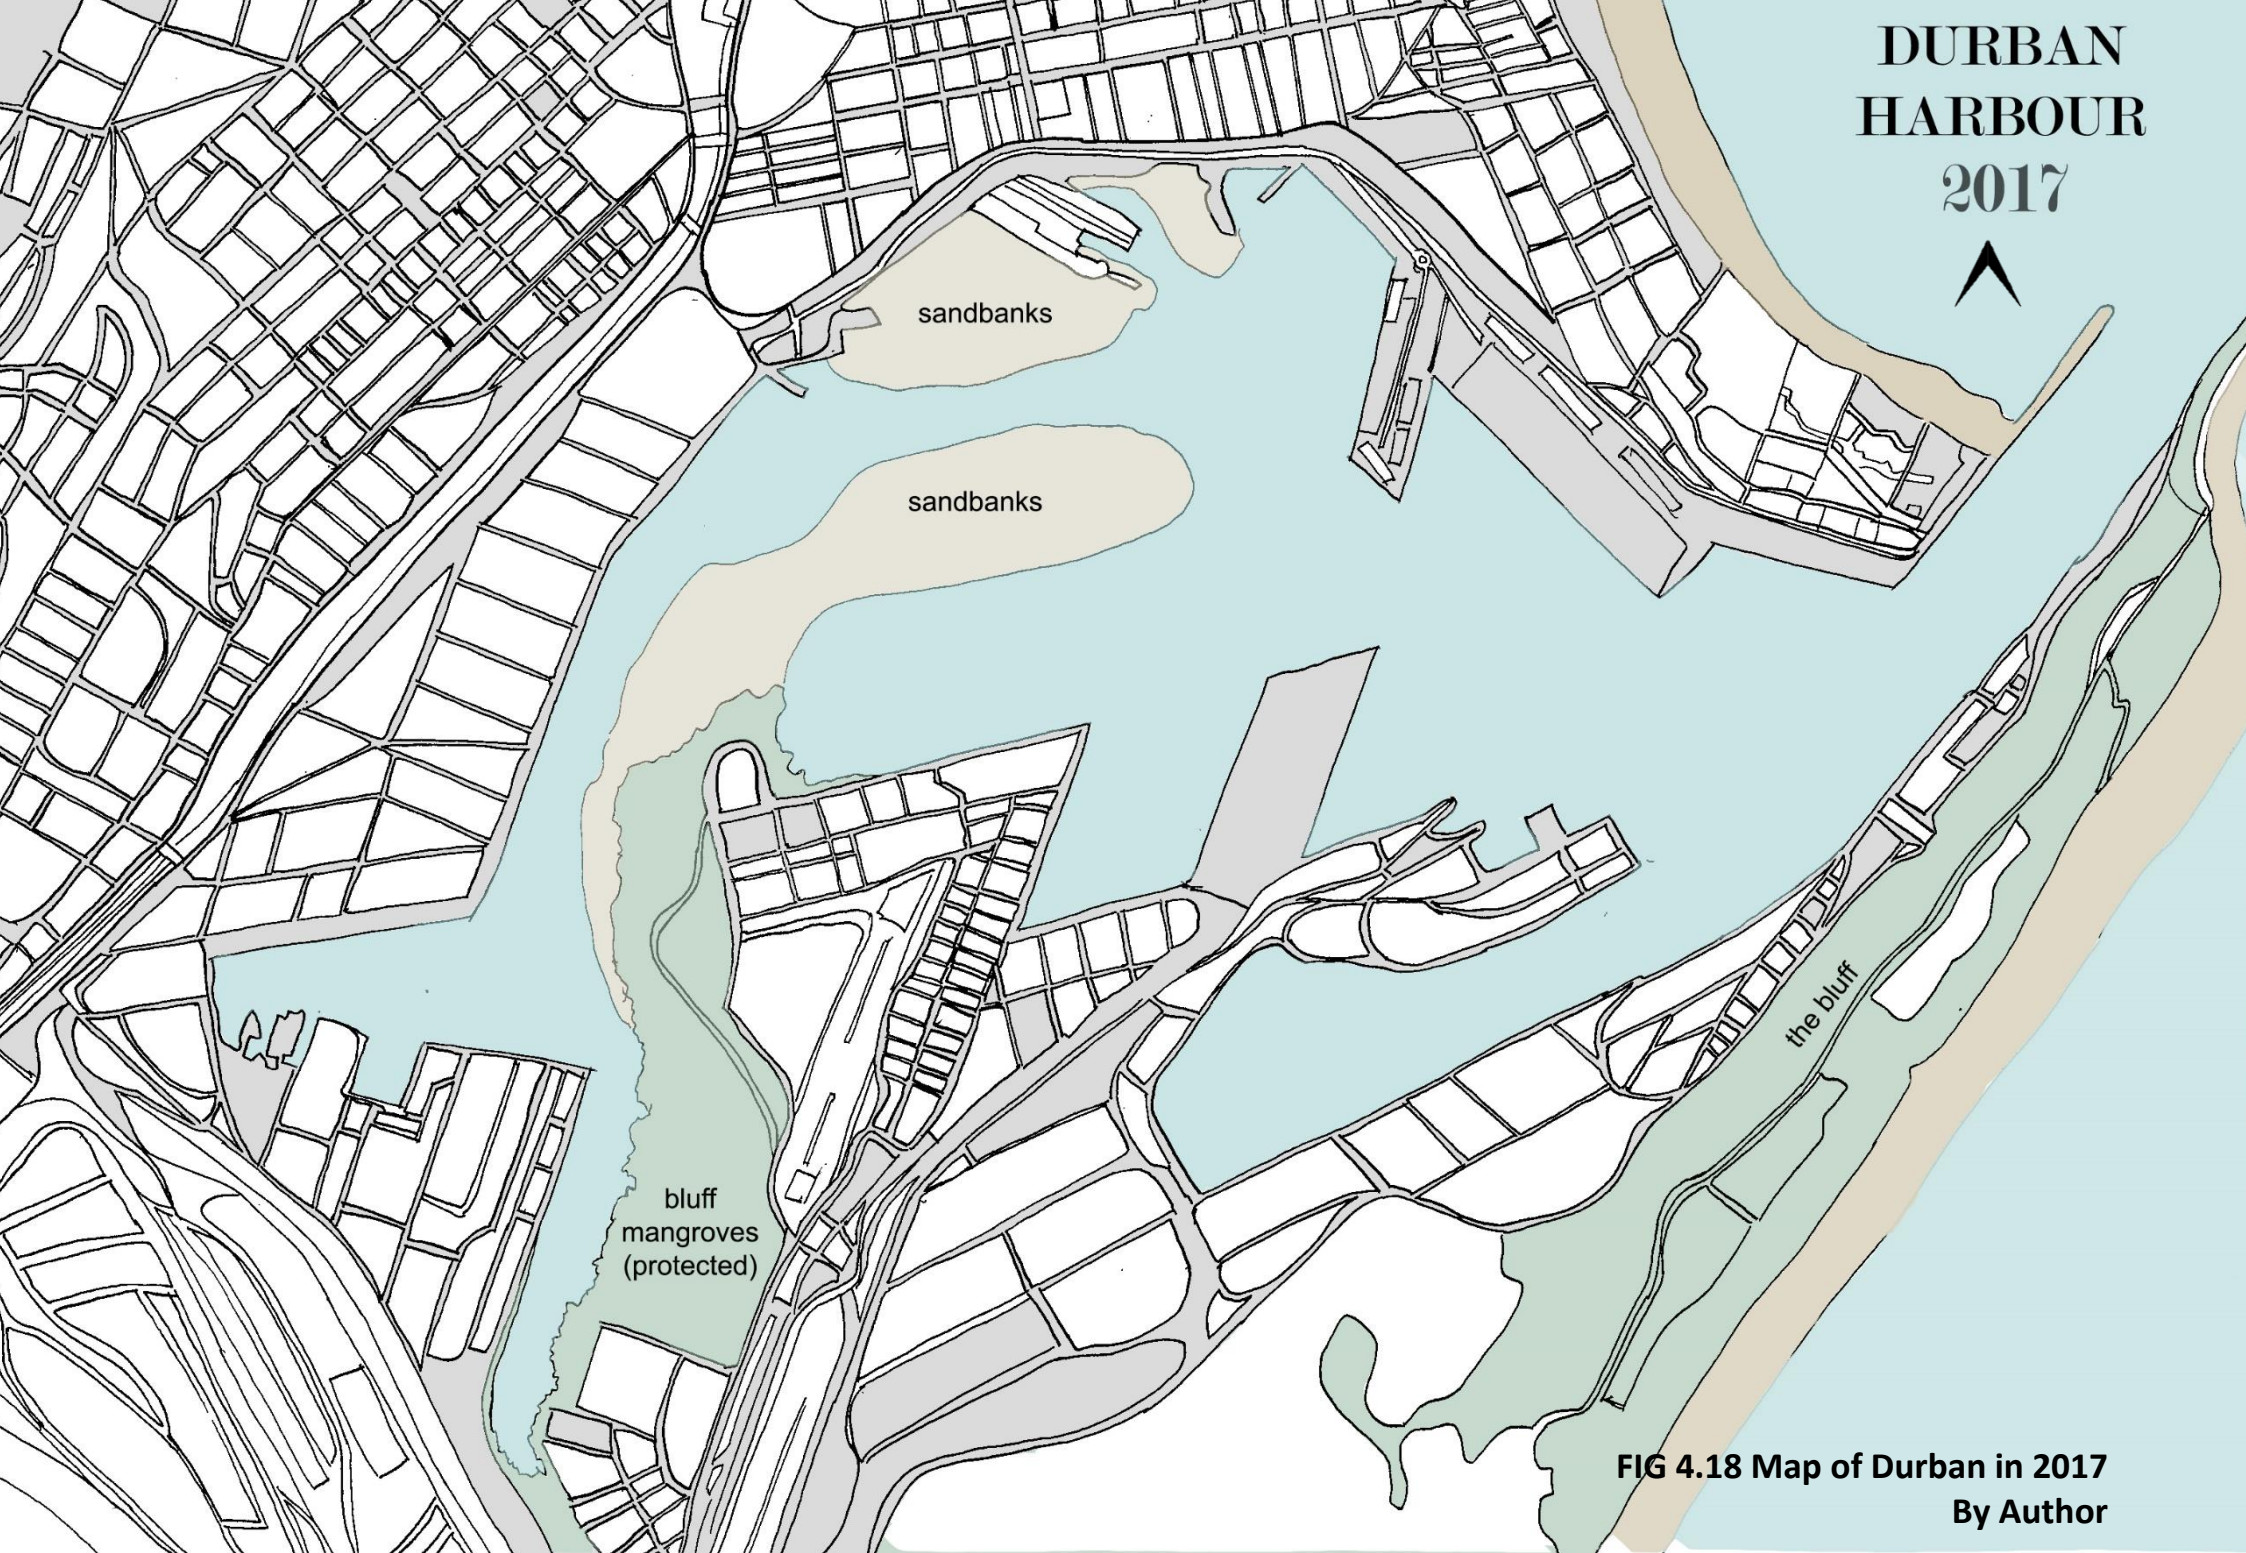 DURBAN
HARBOUR
2017
sandbanks
sandbanks
the bluff
bluff
mangroves
(protected)
FIG 4.18 Map of Durban in 2017
By Author